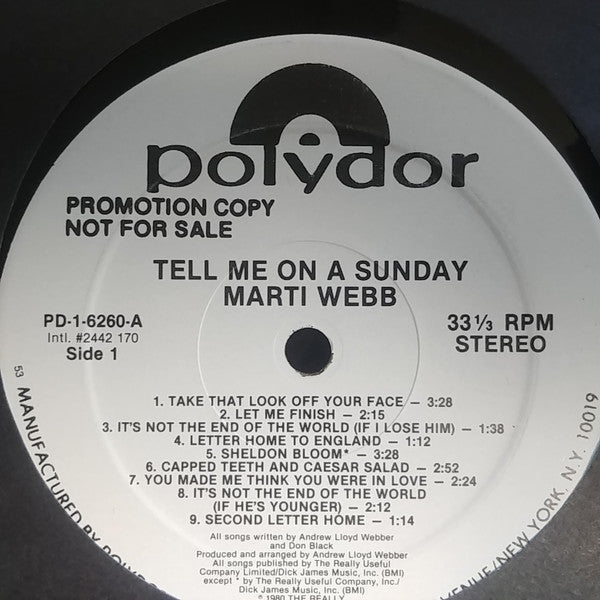 polydor
PROMOTION COPY
NOT FOR SALE
TELL ME ON A SUNDAY
MARTI WEBB
PD-1-6260-A
Intl. #2442 170
Side 1
33 1/3 RPM
STEREO
1. TAKE THAT LOOK OFF YOUR FACE – 3:28
2. LET ME FINISH – 2:15
3. IT'S NOT THE END OF THE WORLD (IF I LOSE HIM) – 1:38
4. LETTER HOME TO ENGLAND – 1:12
5. SHELDON BLOOM* – 3:28
6. CAPPED TEETH AND CAESAR SALAD – 2:52
7. YOU MADE ME THINK YOU WERE IN LOVE – 2:24
8. IT'S NOT THE END OF THE WORLD
(IF HE'S YOUNGER) – 2:12
9. SECOND LETTER HOME – 1:14
All songs written by Andrew Lloyd Webber
and Don Black
Produced and arranged by Andrew Lloyd Webber
All songs published by The Really Useful
Company Limited/Dick James Music, Inc. (BMI)
except * by The Really Useful Company, Inc./
Dick James Music, Inc. (BMI)
℗ 1980 THE REALLY
53 MANUFACTURED BY
NEW YORK, N.Y. 10019